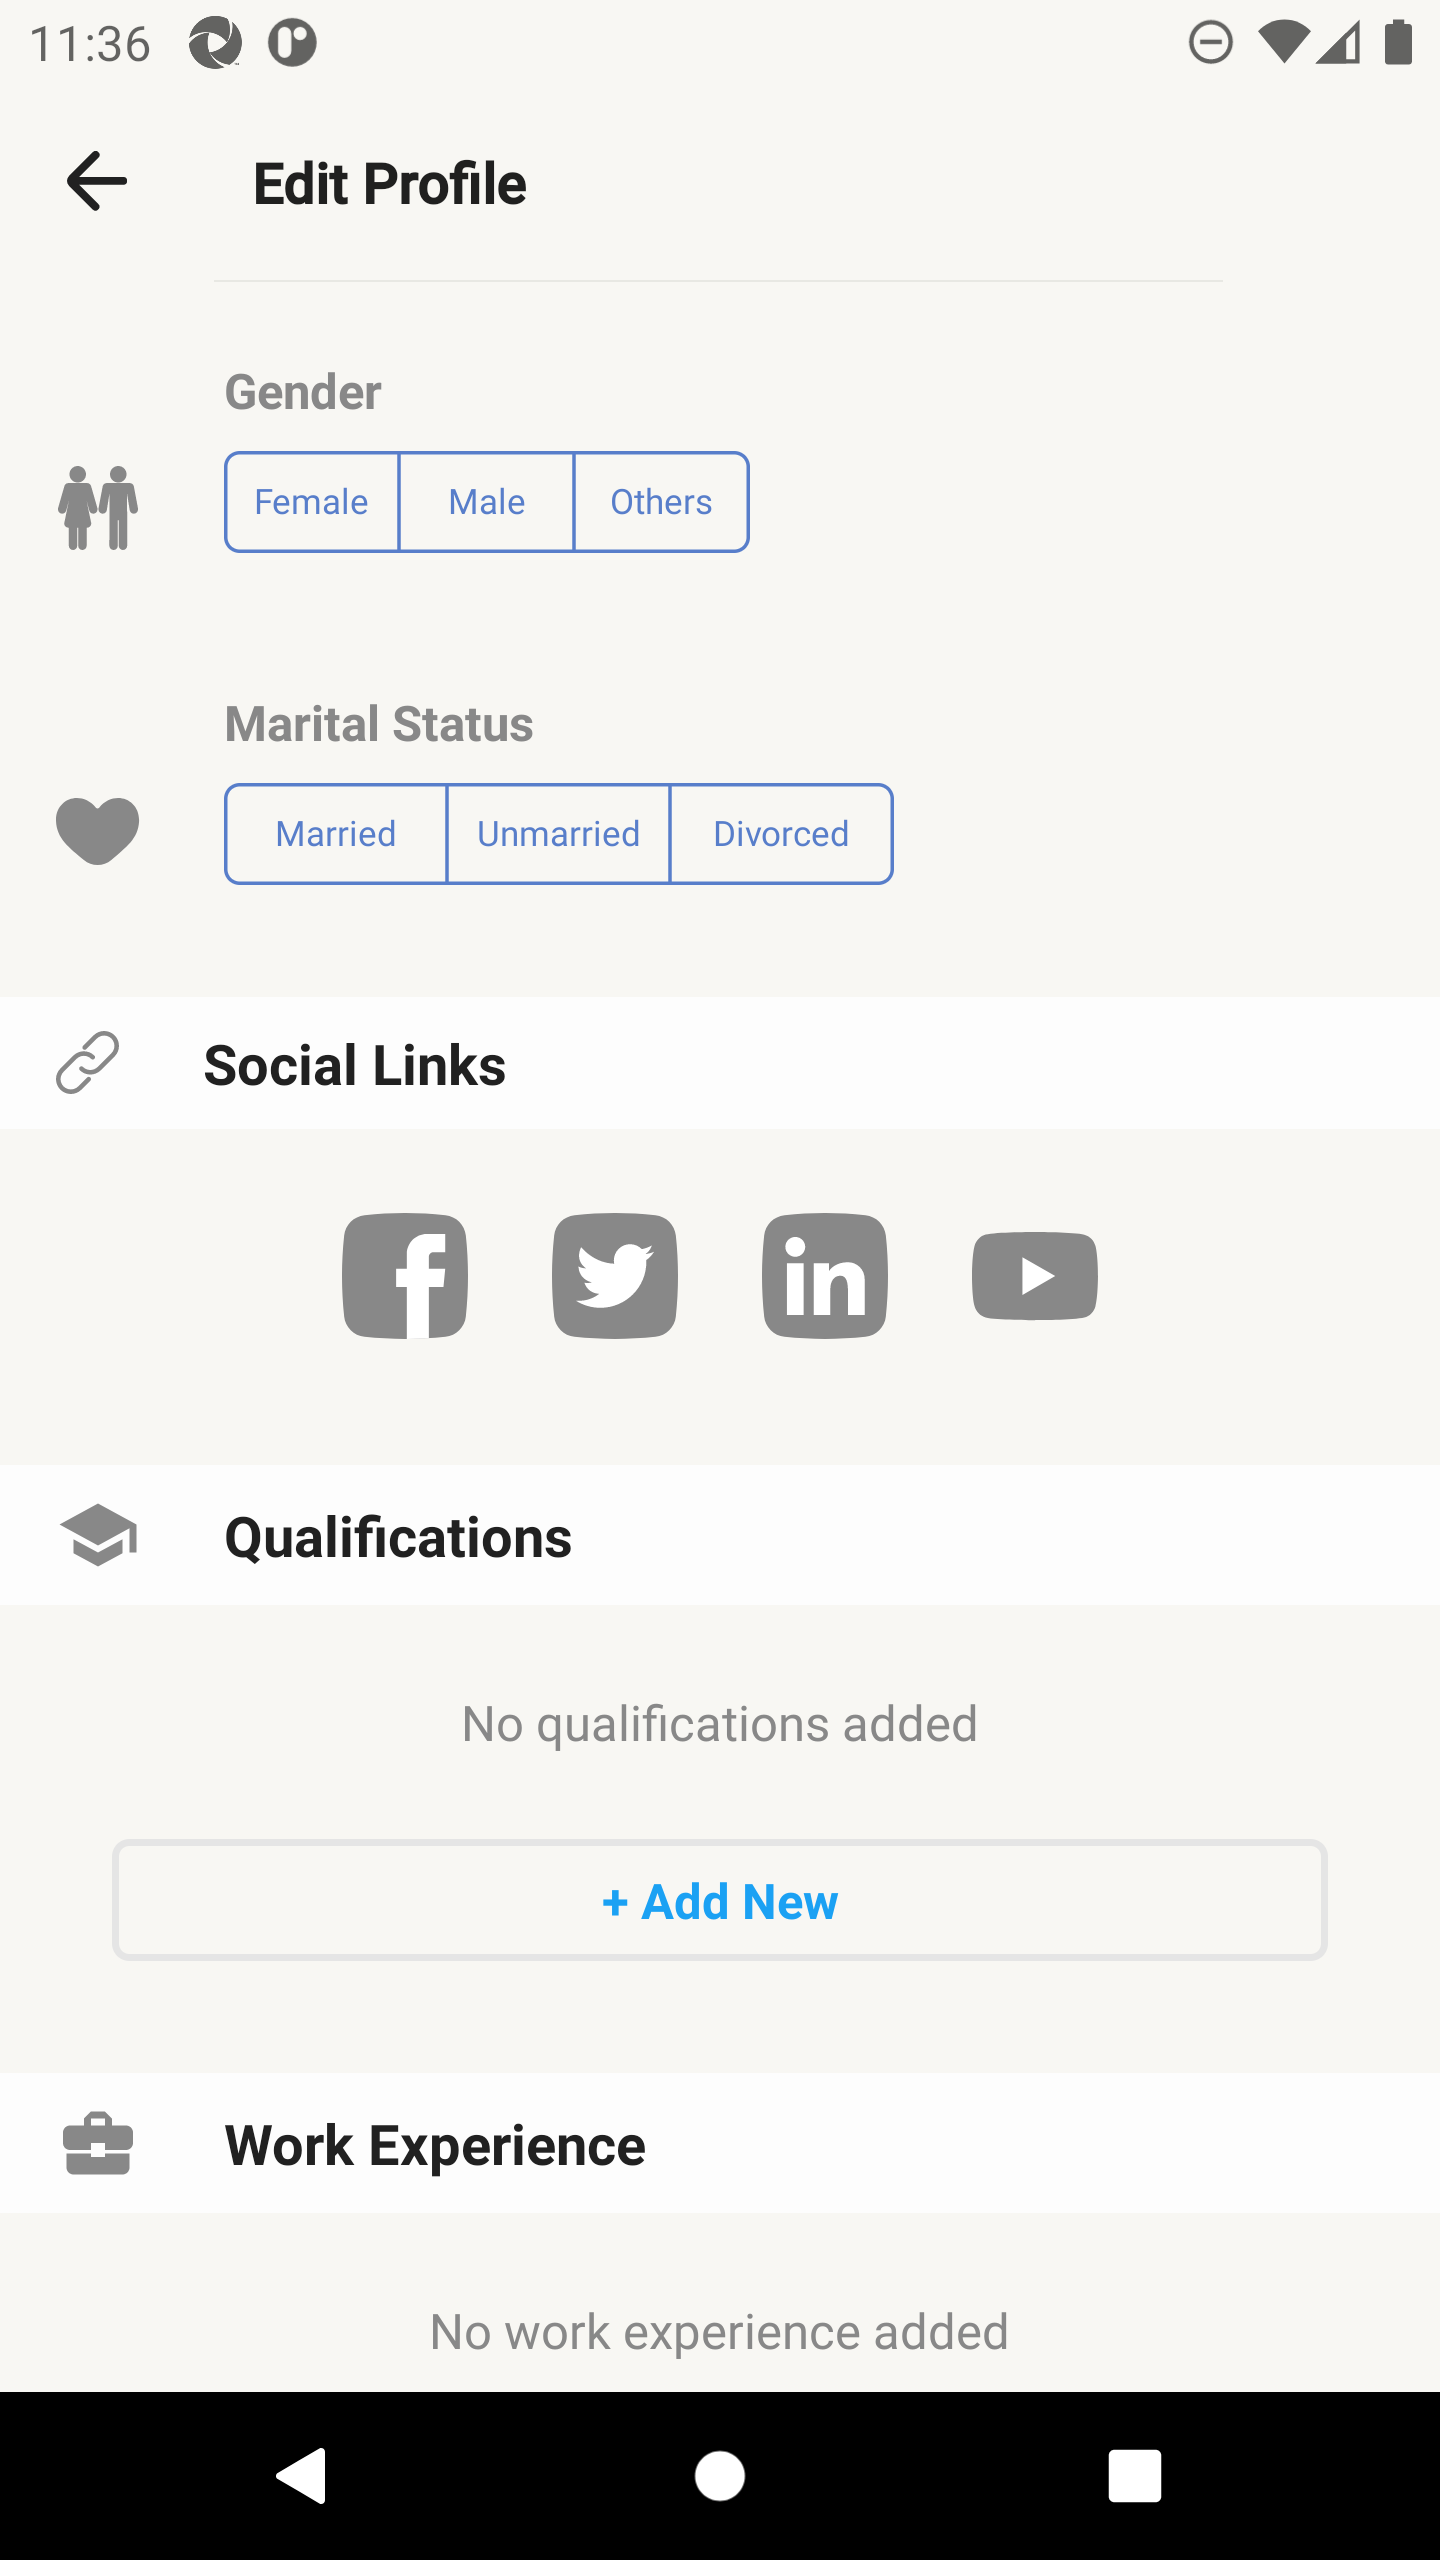 11:36
Edit Profile
Gender
Female Male Others
Marital Status
Married Unmarried Divorced
Social Links
Qualifications
No qualifications added
+ Add New
Work Experience
No work experience added